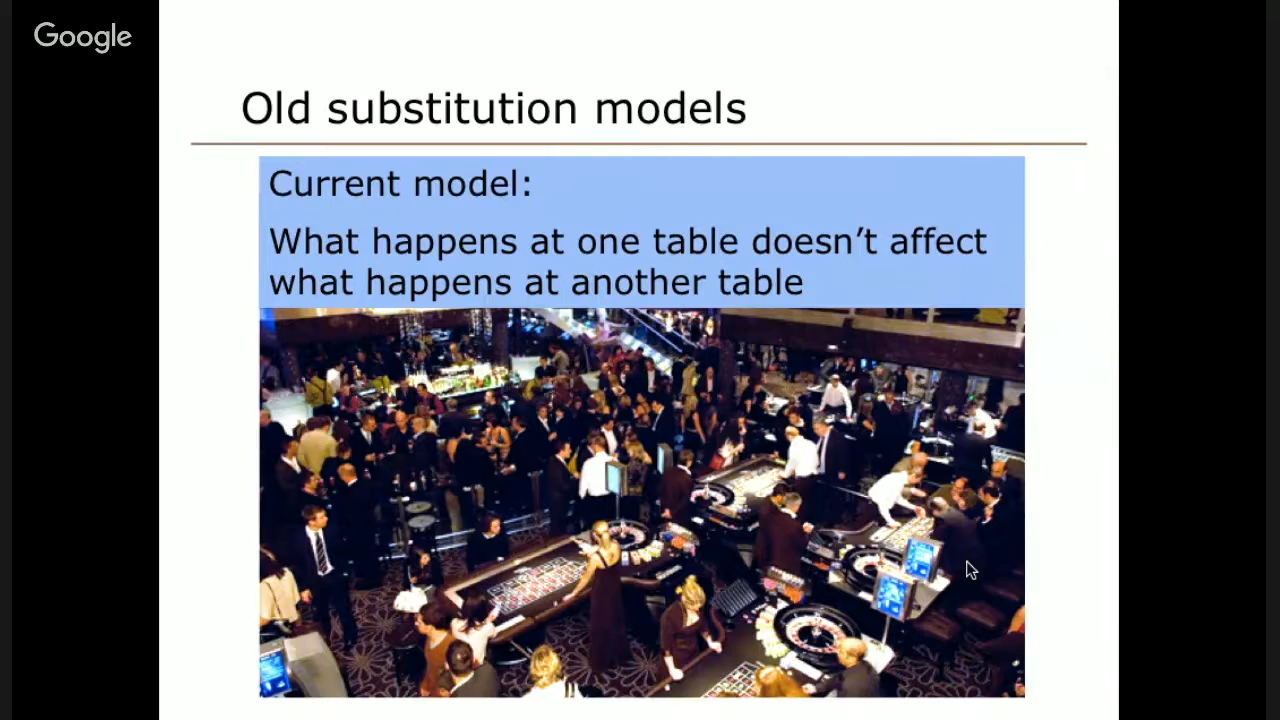 Google
Old substitution models
Current model:
What happens at one table doesn’t affect
what happens at another table